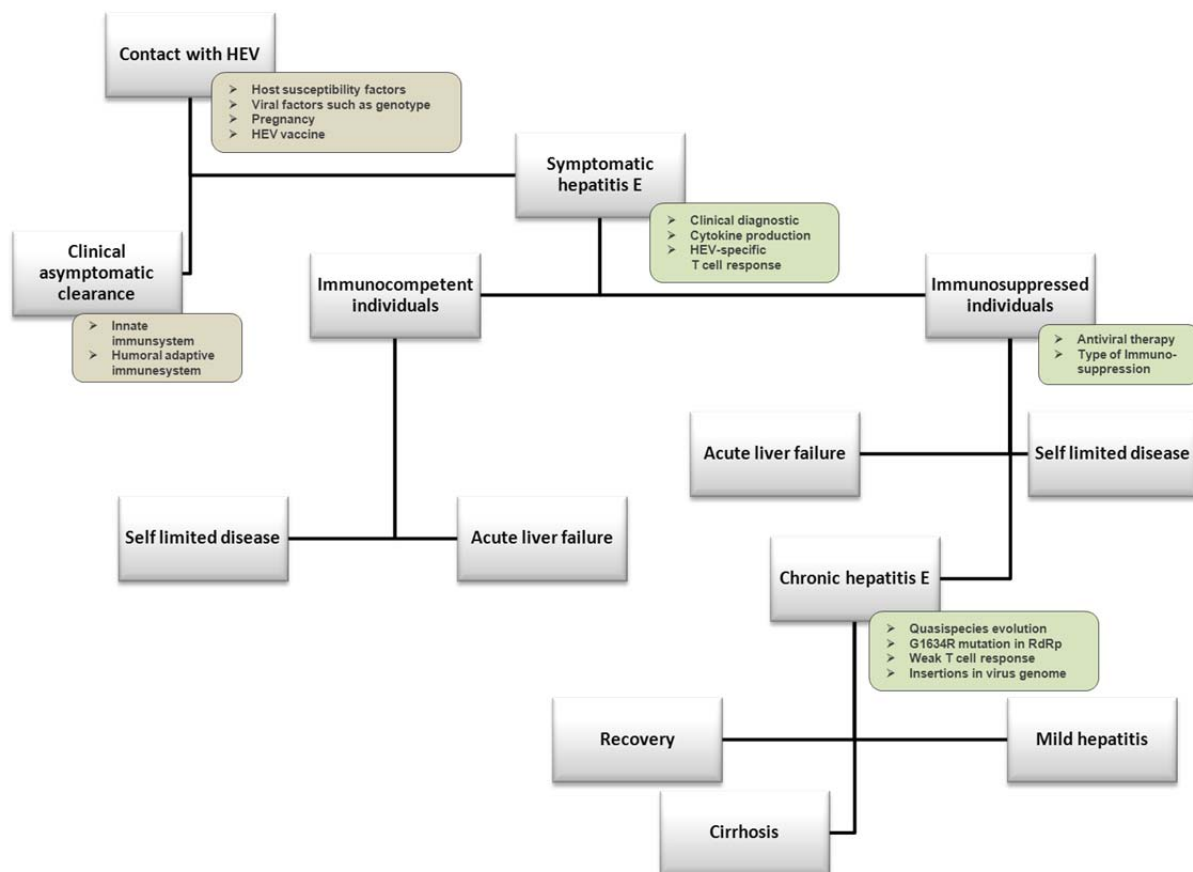 Contact with HEV
Host susceptibility factors
Viral factors such as genotype
Pregnancy
HEV vaccine
Symptomatic
hepatitis E
Clinical diagnostic
Cytokine production
HEV-specific
T cell response
Clinical
asymptomatic
clearance
Innate
immunsystem
Humoral adaptive
immunesystem
Immunocompetent
individuals
Immunosuppressed
individuals
Antiviral therapy
Type of Immuno-
suppression
Acute liver failure
Self limited disease
Self limited disease
Acute liver failure
Chronic hepatitis E
Quasispecies evolution
G1634R mutation in RdRp
Weak T cell response
Insertions in virus genome
Recovery
Mild hepatitis
Cirrhosis